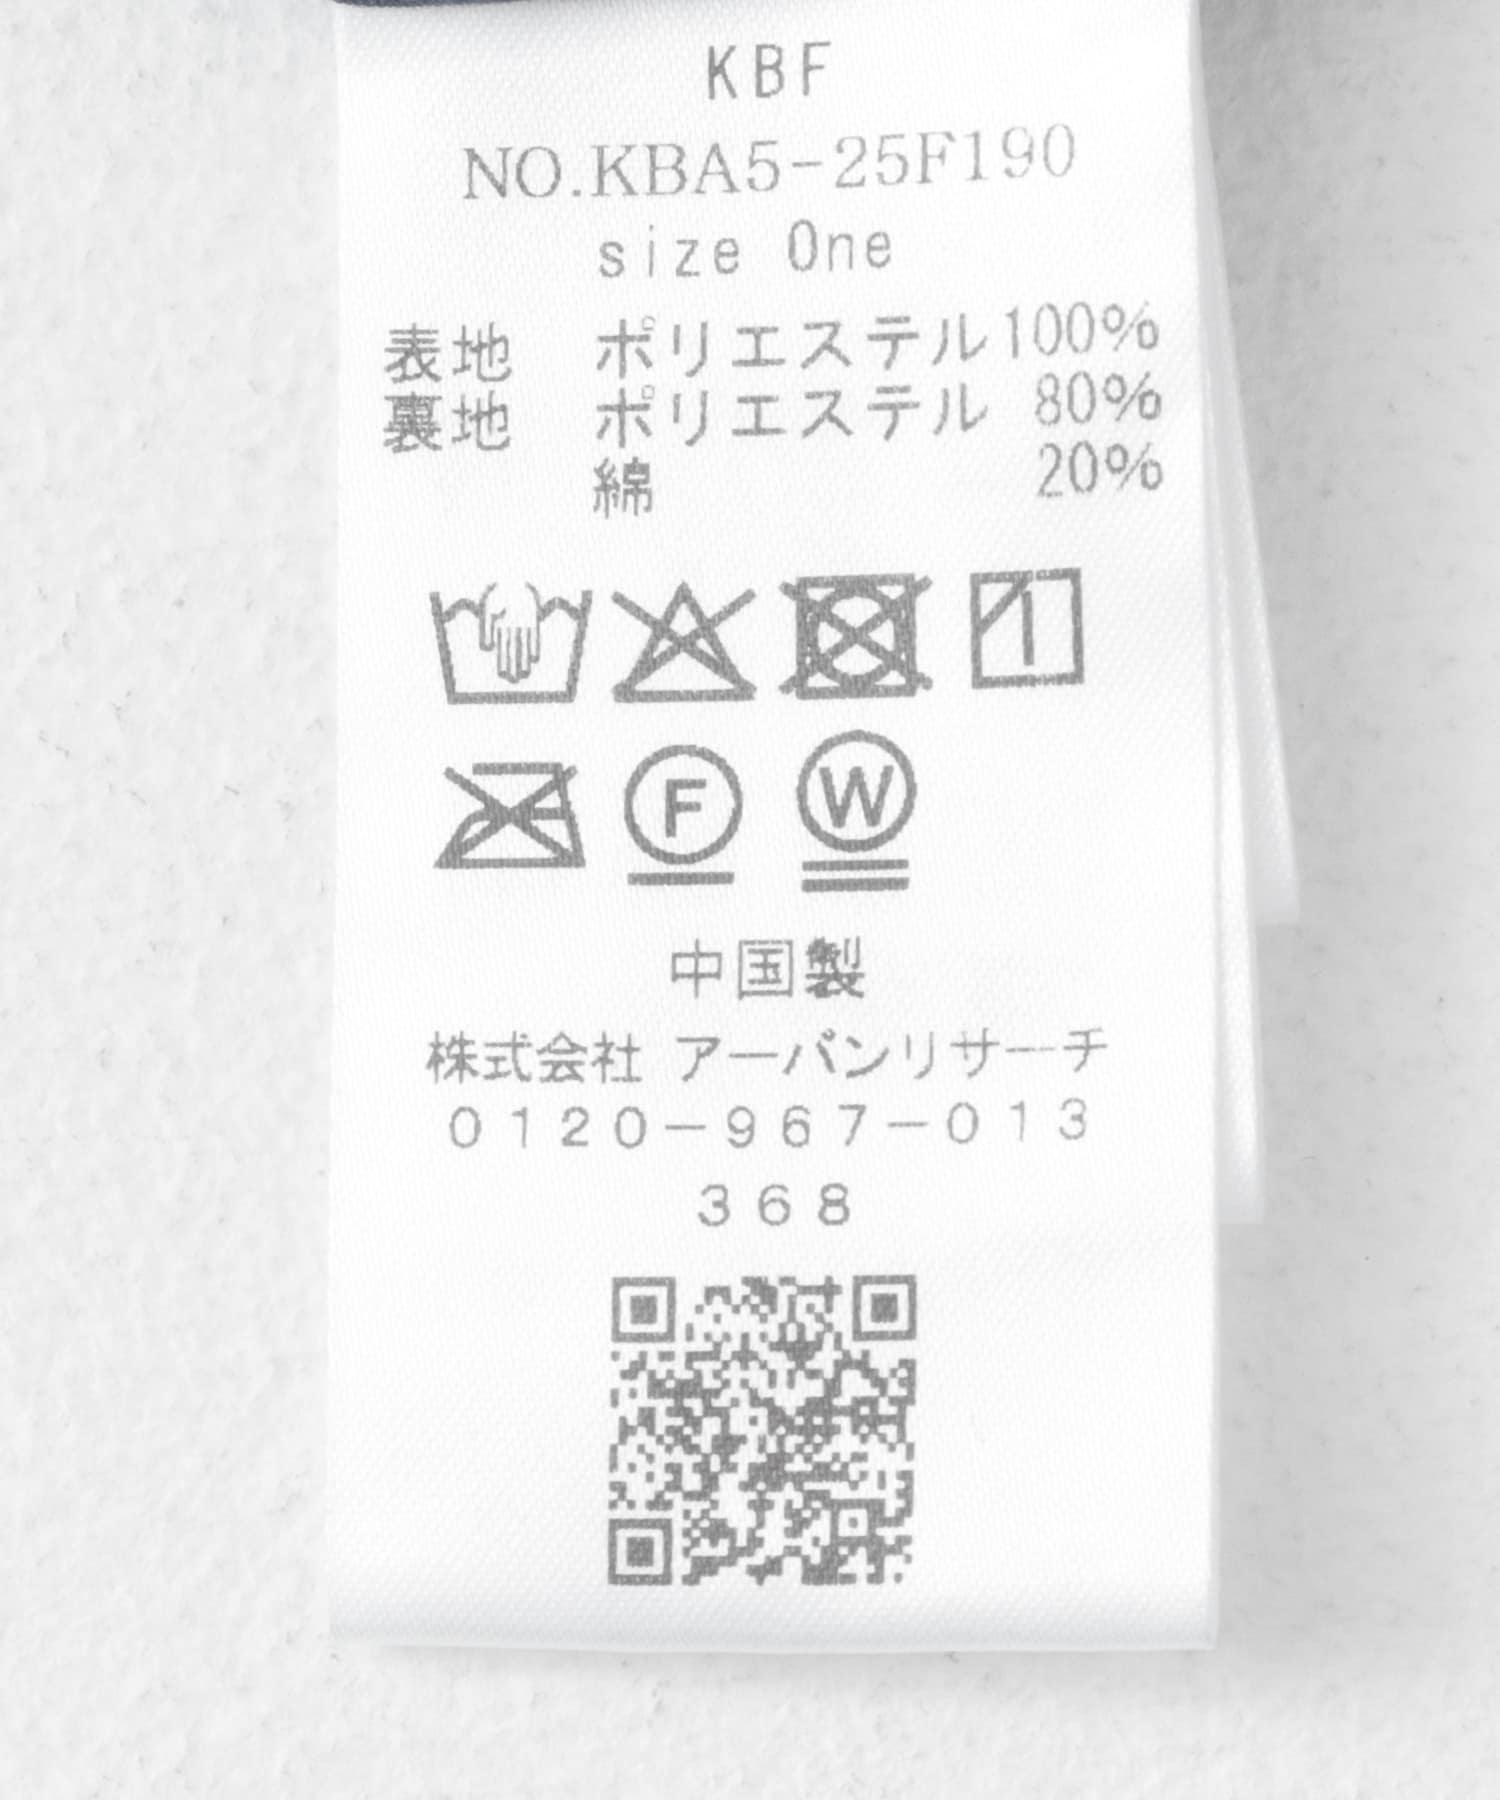 KBF
NO.KBA5-25F190
size One
表地 ポリエステル100%
裏地 ポリエステル 80%
綿 20%
F W
中国製
株式会社 アーバンリサーチ
0120-967-013
368